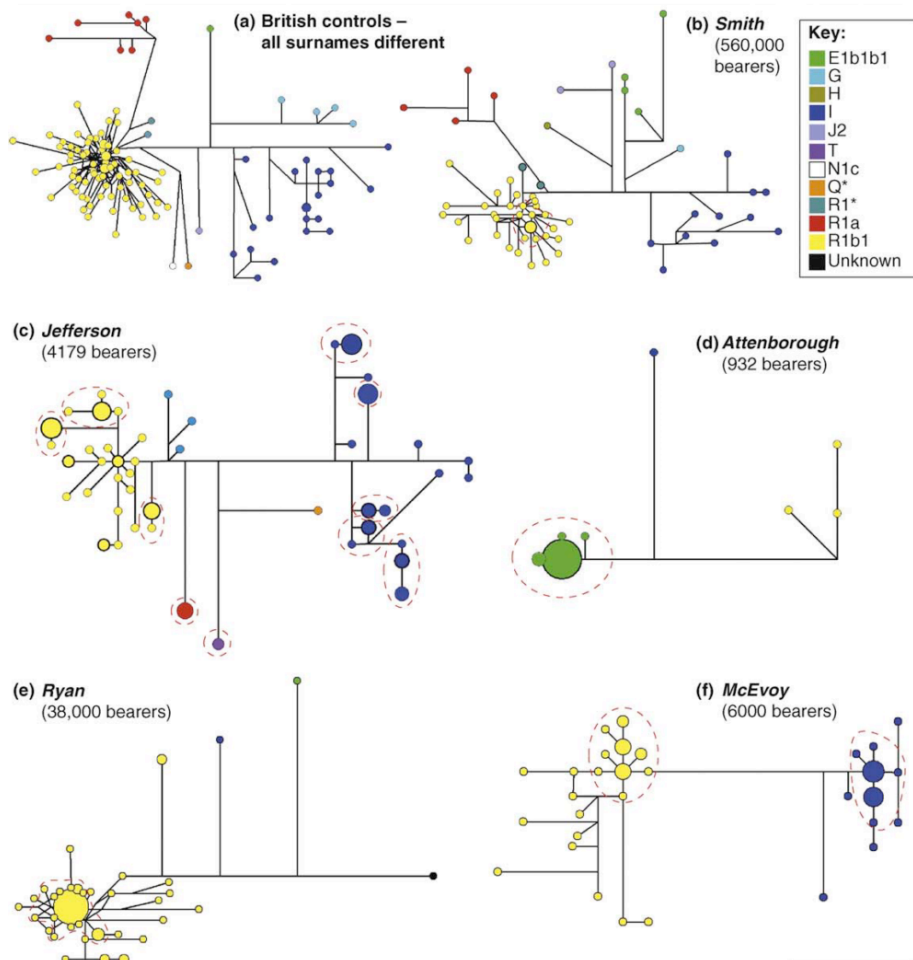 (a) British controls –
all surnames different
(b) Smith
(560,000
bearers)
Key:
E1b1b1
G
H
I
J2
T
N1c
Q*
R1*
R1a
R1b1
Unknown
(c) Jefferson
(4179 bearers)
(d) Attenborough
(932 bearers)
(e) Ryan
(38,000 bearers)
(f) McEvoy
(6000 bearers)